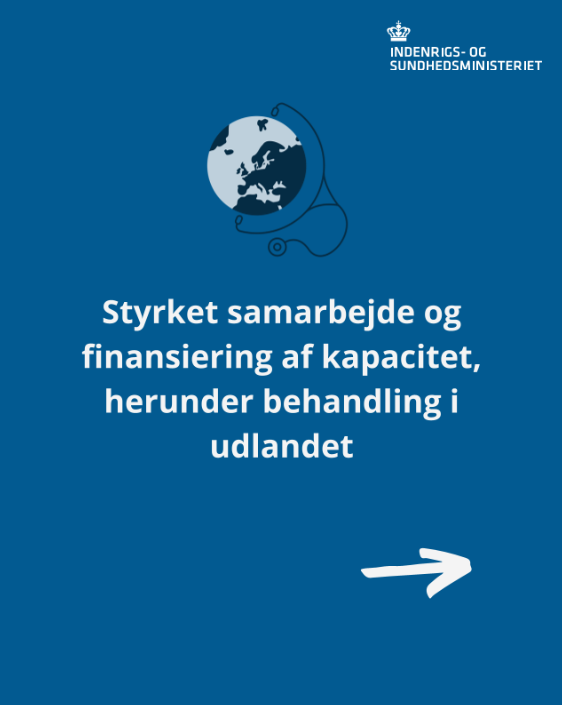 INDENRIGS- OG
SUNDHEDSMINISTERIET
Styrket samarbejde og
finansiering af kapacitet,
herunder behandling i
udlandet